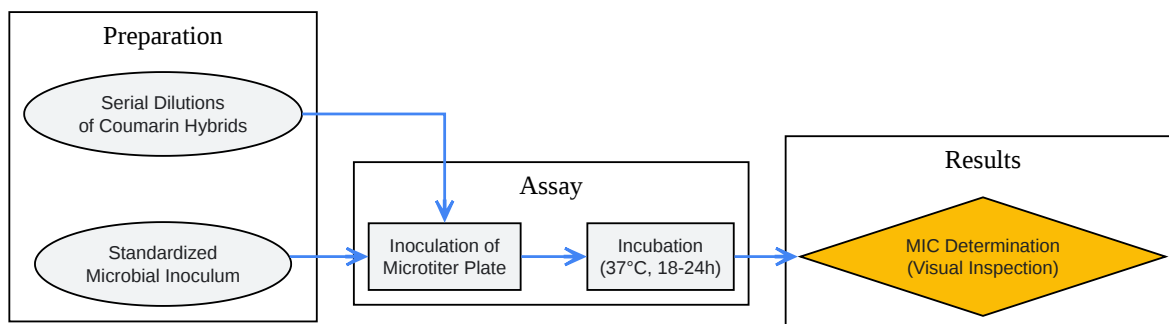 Preparation
Serial Dilutions
of Coumarin Hybrids
Standardized
Microbial Inoculum
Assay
Inoculation of
Microtiter Plate
Incubation
(37°C, 18-24h)
Results
MIC Determination
(Visual Inspection)